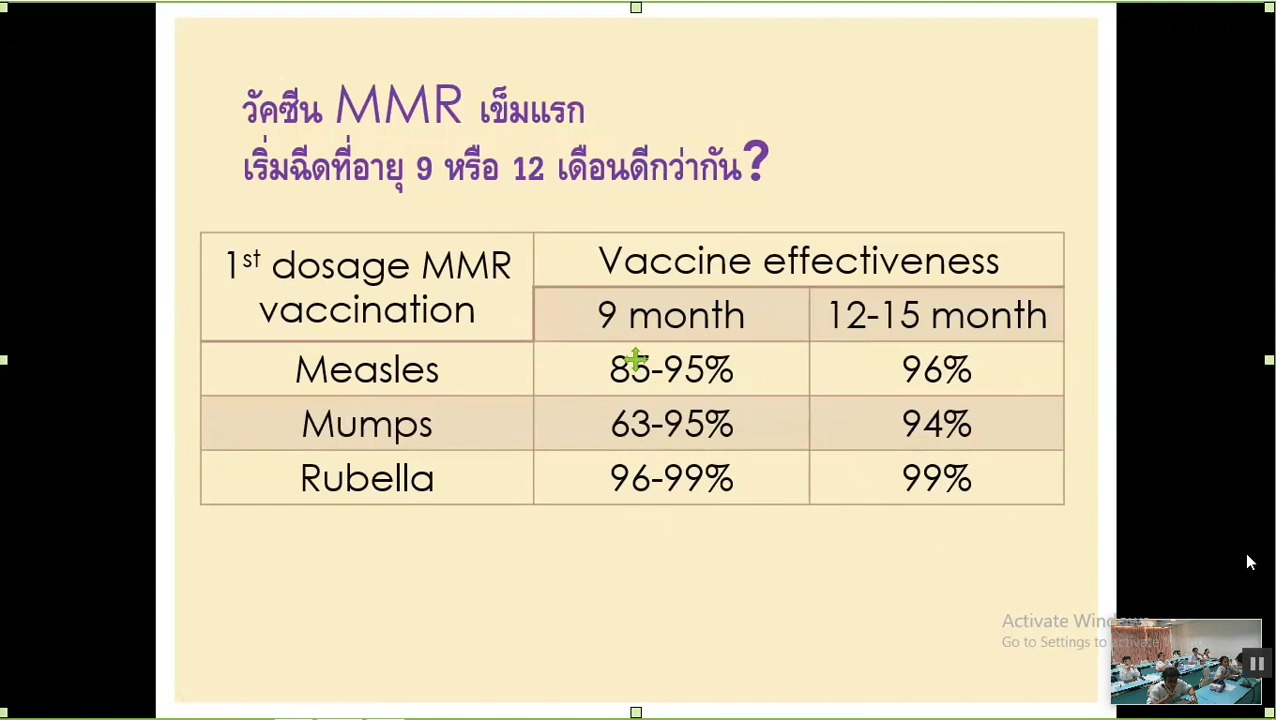 วัคซีน MMR เข็มแรก
เริ่มฉีดที่อายุ 9 หรือ 12 เดือนดีกว่ากัน?
1st dosage MMR
vaccination
Vaccine effectiveness
9 month
12-15 month
Measles
85-95%
96%
Mumps
63-95%
94%
Rubella
96-99%
99%
Activate Windows
Go to Settings to activate